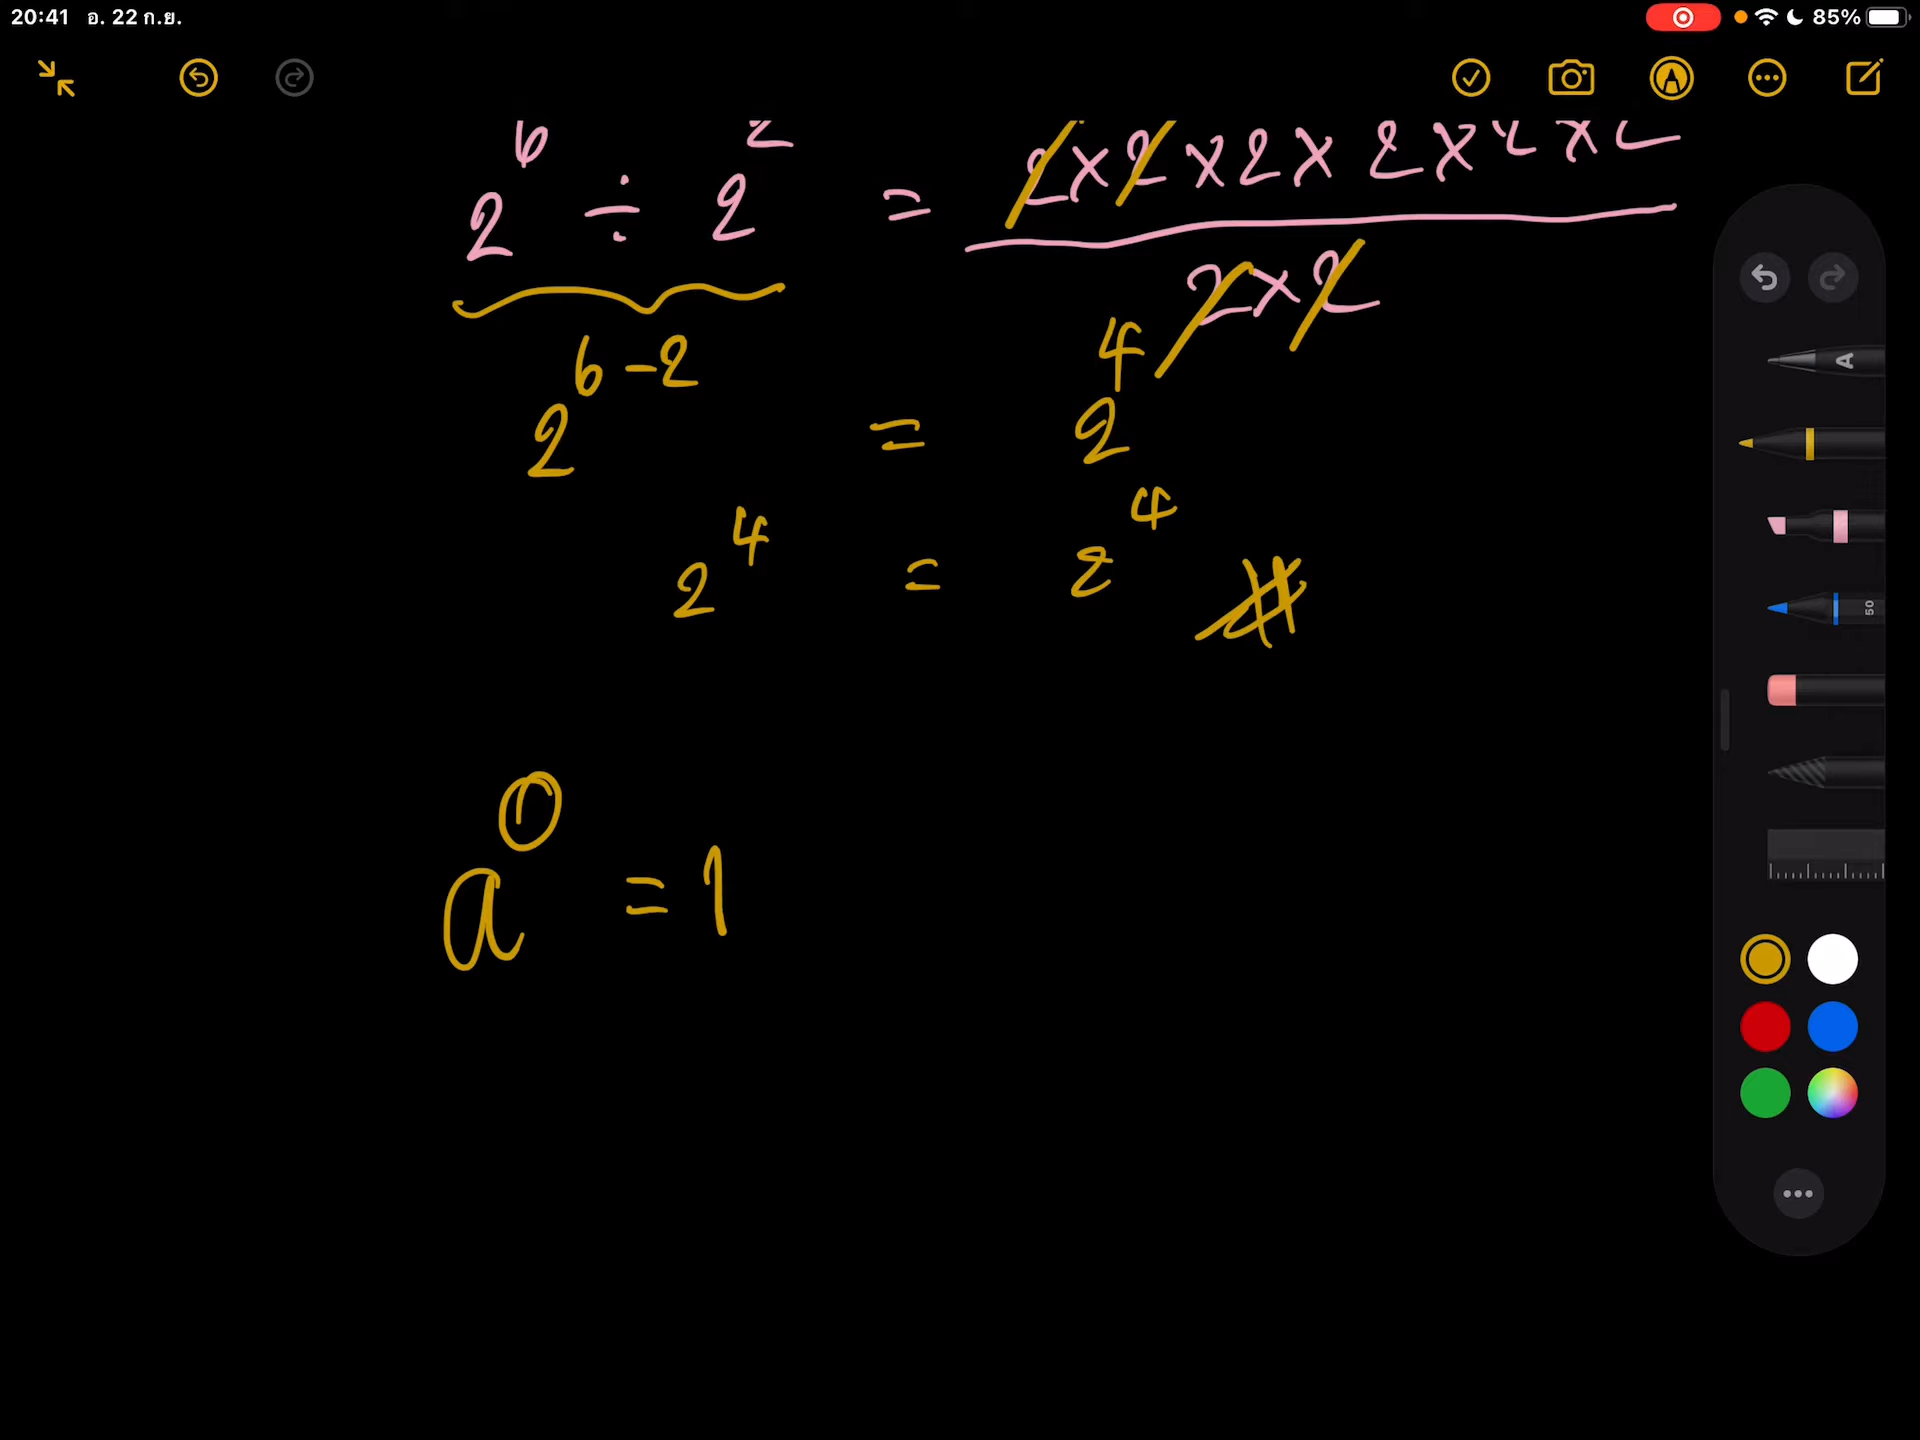 20:41 อ. 22 ก.ย. 85%
2^6 ÷ 2^2 = (2×2×2×2×2×2)/(2×2)
2^(6-2) = 2^4
2^4 = 2^4 #
a^0 = 1
A
50